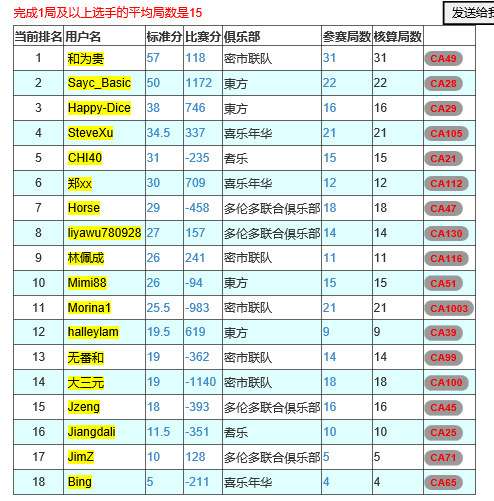 完成1局及以上选手的平均局数是15
发送给我
当前排名 用户名 标准分 比赛分 俱乐部 参赛局数 核算局数
1 和为贵 57 118 密市联队 31 31 CA49
2 Sayc_Basic 50 1172 東方 22 22 CA28
3 Happy-Dice 38 746 東方 16 16 CA29
4 SteveXu 34.5 337 喜乐年华 21 21 CA105
5 CHI40 31 -235 耆乐 15 15 CA21
6 郑xx 30 709 喜乐年华 12 12 CA112
7 Horse 29 -458 多伦多联合俱乐部 18 18 CA47
8 liyawu780928 27 157 多伦多联合俱乐部 14 14 CA130
9 林佩成 26 241 密市联队 11 11 CA116
10 Mimi88 26 -94 東方 15 15 CA51
11 Morina1 25.5 -983 密市联队 21 21 CA1003
12 halleylam 19.5 619 東方 9 9 CA39
13 无番和 19 -362 密市联队 14 14 CA99
14 大三元 19 -1140 密市联队 18 18 CA100
15 Jzeng 18 -393 多伦多联合俱乐部 16 16 CA45
16 Jiangdali 11.5 -351 耆乐 10 10 CA25
17 JimZ 10 128 多伦多联合俱乐部 5 5 CA71
18 Bing 5 -211 喜乐年华 4 4 CA65